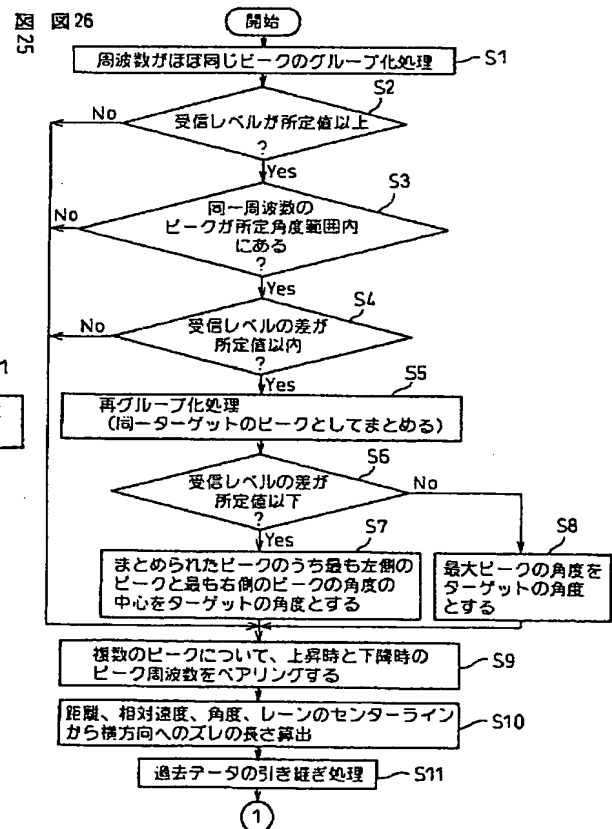 図25
図26
開始
周波数がほぼ同じピークのグループ化処理
S1
S2
受信レベルが所定値以上
?
No
Yes
S3
同一周波数の
ピークが所定角度範囲内
にある
?
No
Yes
S4
受信レベルの差が
所定値以内
?
No
Yes
S5
再グループ化処理
(同一ターゲットのピークとしてまとめる)
S6
受信レベルの差が
所定値以下
?
No
Yes
S7
まとめられたピークのうち最も左側の
ピークと最も右側のピークの角度の
中心をターゲットの角度とする
S8
最大ピークの角度を
ターゲットの角度
とする
複数のピークについて、上昇時と下降時の
ピーク周波数をペアリングする
S9
距離、相対速度、角度、レーンのセンターライン
から横方向へのズレの長さ算出
S10
過去データの引き継ぎ処理
S11
1